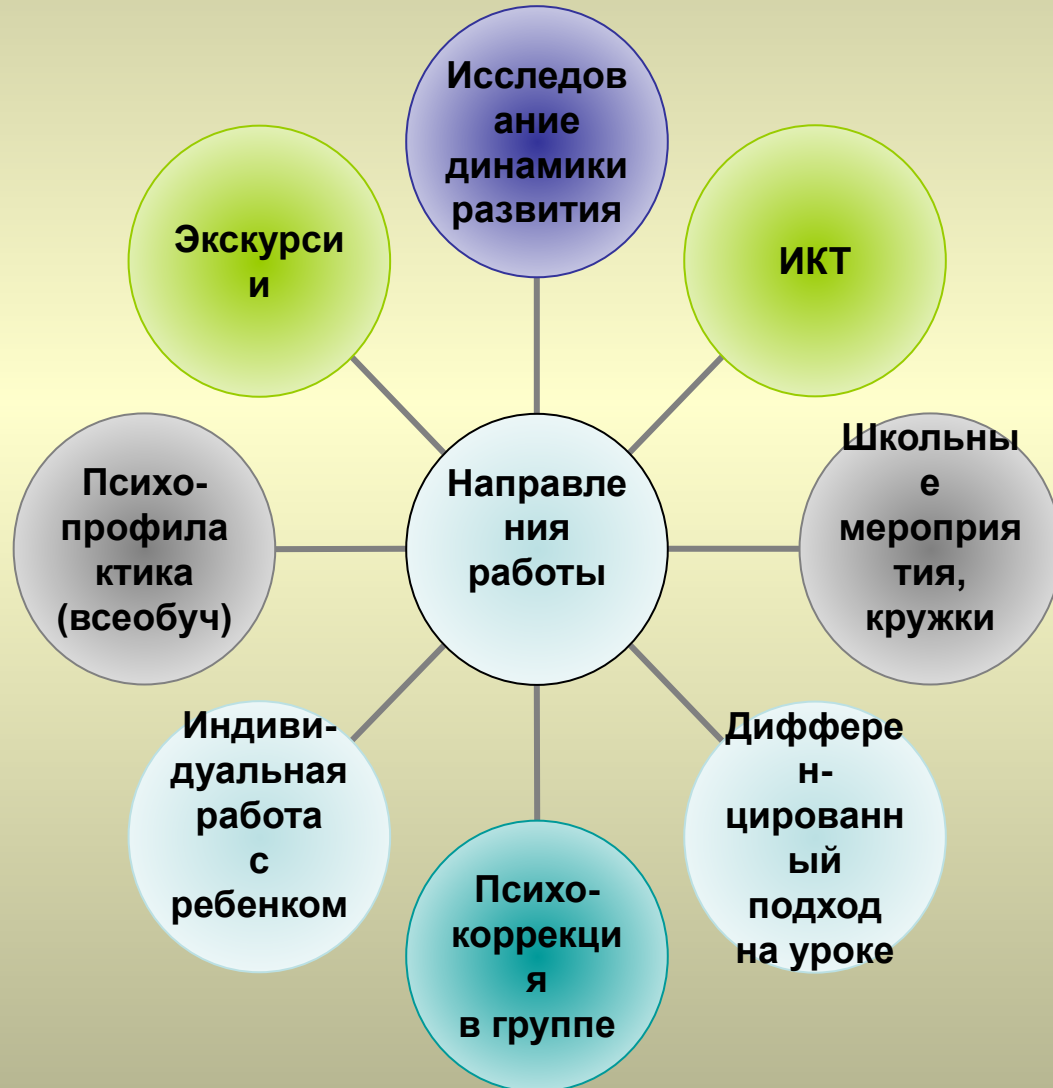 Исследов
ание
динамики
развития
Экскурси
и
ИКТ
Психо-
профила
ктика
(всеобуч)
Направле
ния
работы
Школьны
е
мероприя
тия,
кружки
Индиви-
дуальная
работа
с
ребенком
Дифферен
н-
цированн
ый
подход
на уроке
Психо-
коррекци
я
в группе